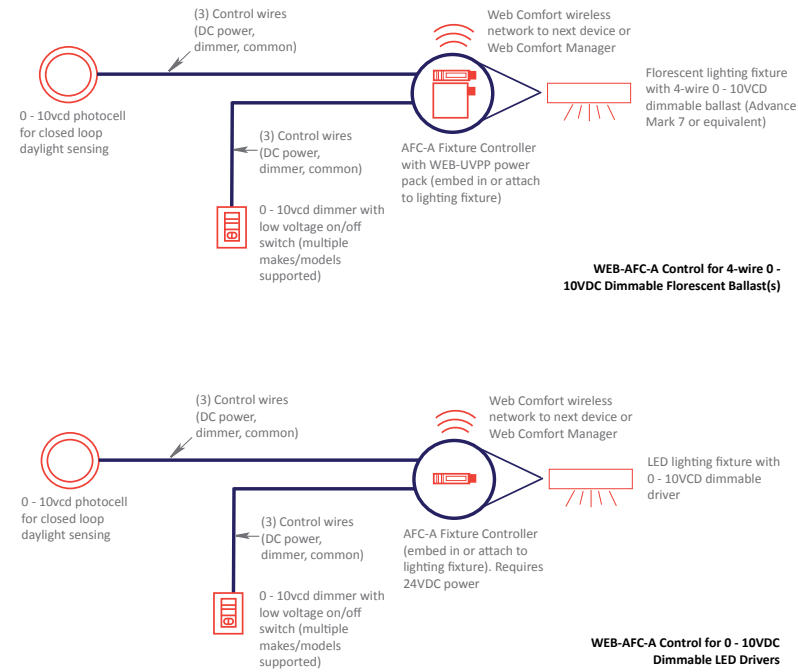 (3) Control wires
(DC power,
dimmer, common)
Web Comfort wireless
network to next device or
Web Comfort Manager
Florescent lighting fixture
with 4-wire 0 - 10VCD
dimmable ballast (Advance
Mark 7 or equivalent)
0 - 10vcd photocell
for closed loop
daylight sensing
(3) Control wires
(DC power,
dimmer, common)
AFC-A Fixture Controller
with WEB-UVPP power
pack (embed in or attach
to lighting fixture)
0 - 10vcd dimmer with
low voltage on/off
switch (multiple
makes/models
supported)
WEB-AFC-A Control for 4-wire 0 -
10VDC Dimmable Florescent Ballast(s)
(3) Control wires
(DC power,
dimmer, common)
Web Comfort wireless
network to next device or
Web Comfort Manager
LED lighting fixture with
0 - 10VCD dimmable
driver
0 - 10vcd photocell
for closed loop
daylight sensing
(3) Control wires
(DC power,
dimmer, common)
AFC-A Fixture Controller
(embed in or attach to
lighting fixture). Requires
24VDC power
0 - 10vcd dimmer with
low voltage on/off
switch (multiple
makes/models
supported)
WEB-AFC-A Control for 0 - 10VDC
Dimmable LED Drivers